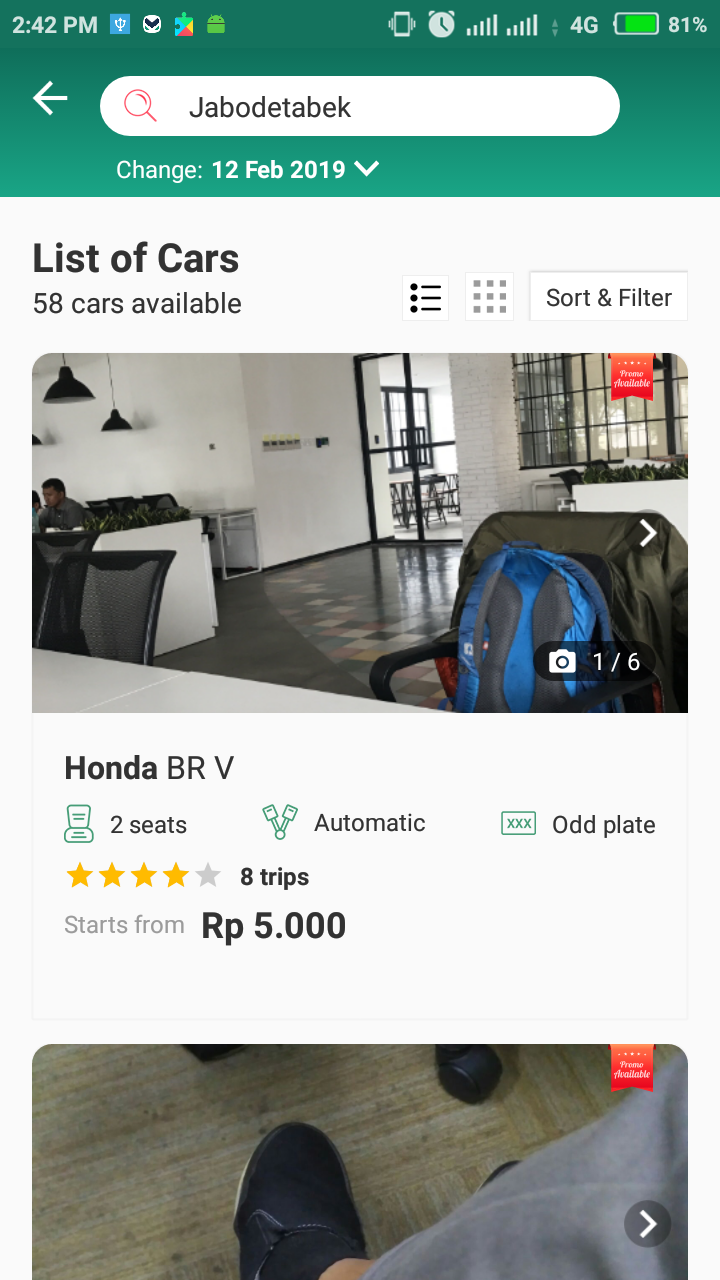 2:42 PM 4G 81%
Jabodetabek
Change: 12 Feb 2019
List of Cars
58 cars available
Sort & Filter
Promo
Available
1 / 6
Honda BR V
2 seats
Automatic
XXX Odd plate
8 trips
Starts from Rp 5.000
Promo
Available